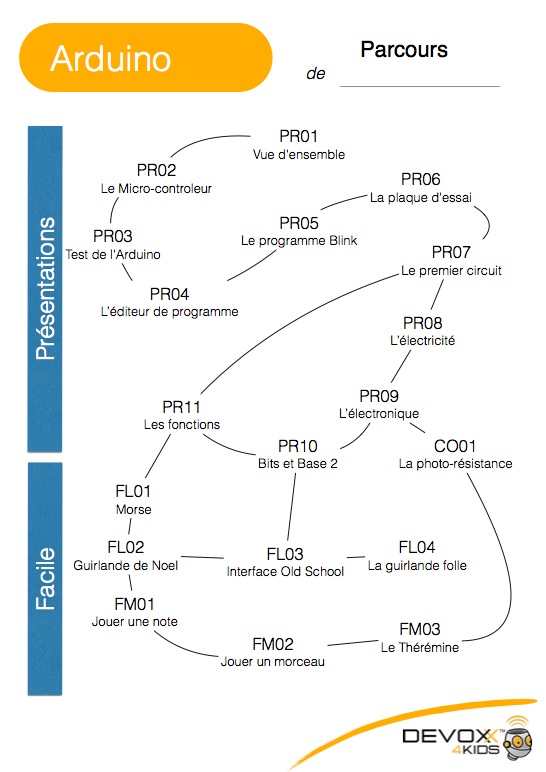 Arduino
Parcours
de
Présentations
PR01
Vue d'ensemble
PR02
Le Micro-controleur
PR03
Test de l'Arduino
PR04
L'éditeur de programme
PR05
Le programme Blink
PR06
La plaque d'essai
PR07
Le premier circuit
PR08
L'électricité
PR09
L'électronique
PR11
Les fonctions
PR10
Bits et Base 2
CO01
La photo-résistance
Facile
FL01
Morse
FL02
Guirlande de Noel
FL03
Interface Old School
FL04
La guirlande folle
FM01
Jouer une note
FM02
Jouer un morceau
FM03
Le Thérémine
DEVOXX™
4KIDS